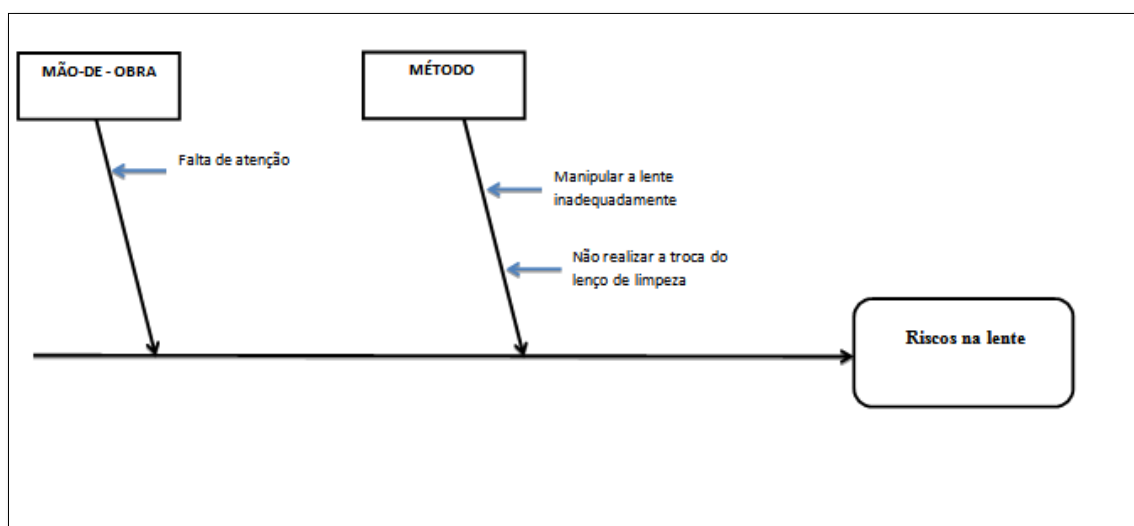 MÃO-DE - OBRA
MÉTODO
Falta de atenção
Manipular a lente
inadequadamente
Não realizar a troca do
lenço de limpeza
Riscos na lente